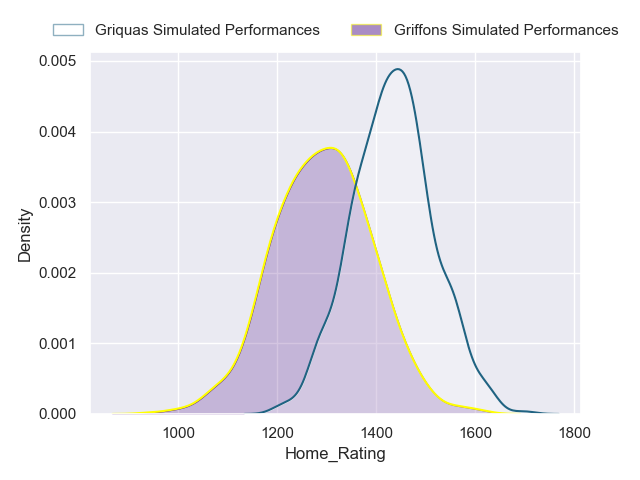 Griquas Simulated Performances Griffons Simulated Performances
0.005
0.004
0.003
0.002
0.001
0.000
Density
1000 1200 1400 1600 1800
Home_Rating